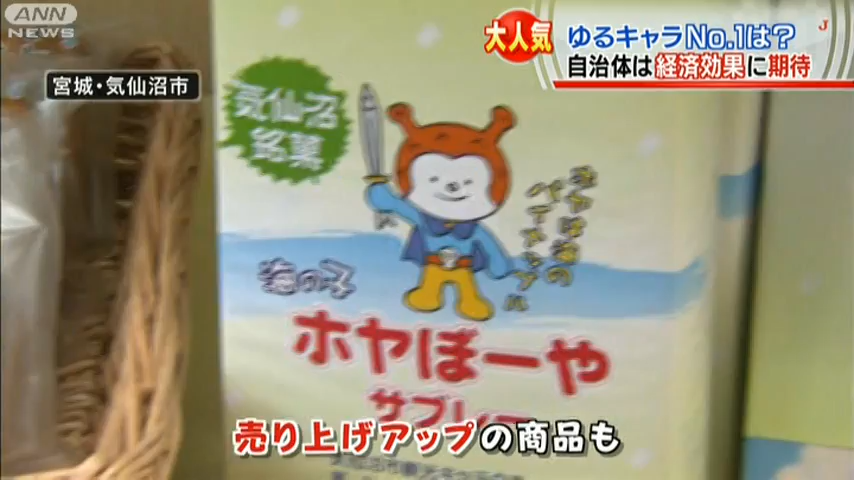 ANN
NEWS
大人気
ゆるキャラNo.1は?
自治体は経済効果に期待
宮城・気仙沼市
気仙沼
銘菓
ホヤは海の
パイナップル
海の子
ホヤぼーや
サブレー
売り上げアップの商品も